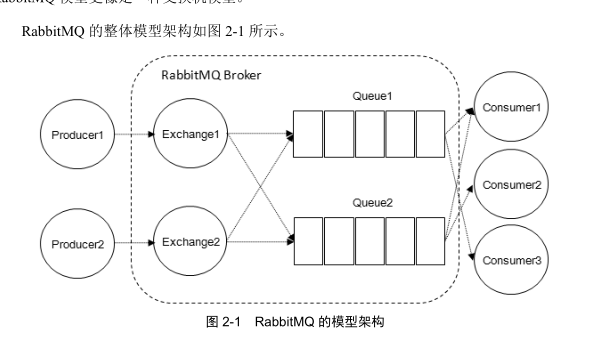 RabbitMQ 模型更像是一种交换机模型。
RabbitMQ 的整体模型架构如图 2-1 所示。
RabbitMQ Broker
Queue1
Consumer1
Producer1
Exchange1
Consumer2
Queue2
Producer2
Exchange2
Consumer3
图 2-1 RabbitMQ 的模型架构